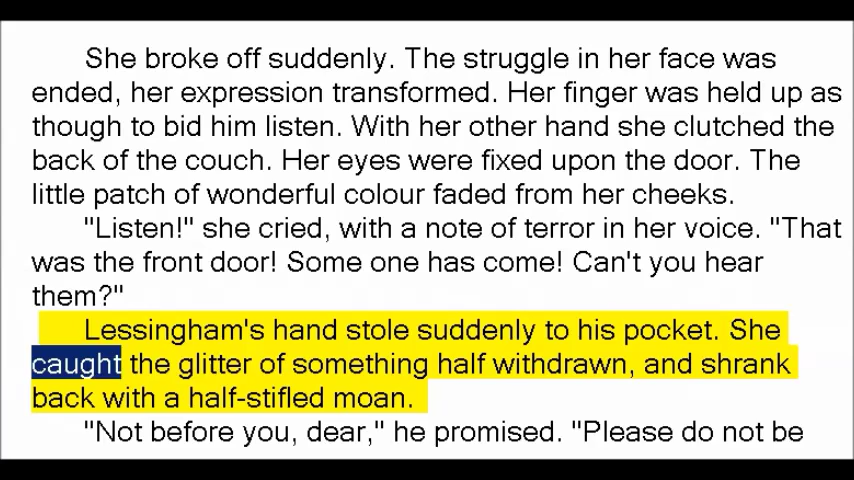 She broke off suddenly. The struggle in her face was
ended, her expression transformed. Her finger was held up as
though to bid him listen. With her other hand she clutched the
back of the couch. Her eyes were fixed upon the door. The
little patch of wonderful colour faded from her cheeks.
"Listen!" she cried, with a note of terror in her voice. "That
was the front door! Some one has come! Can't you hear
them?"
Lessingham's hand stole suddenly to his pocket. She
caught the glitter of something half withdrawn, and shrank
back with a half-stifled moan.
"Not before you, dear," he promised. "Please do not be